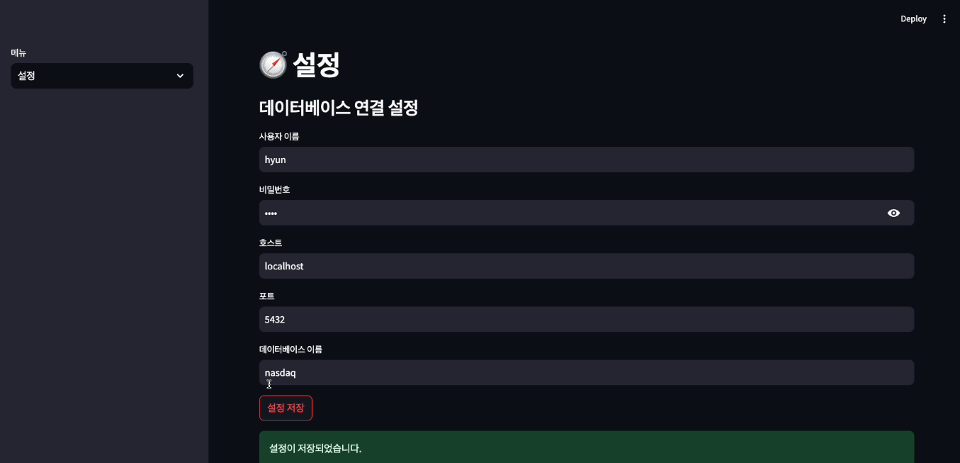 Deploy
메뉴
설정
설정
데이터베이스 연결 설정
사용자 이름
hyun
비밀번호
••••
호스트
localhost
포트
5432
데이터베이스 이름
nasdaq
설정 저장
설정이 저장되었습니다.